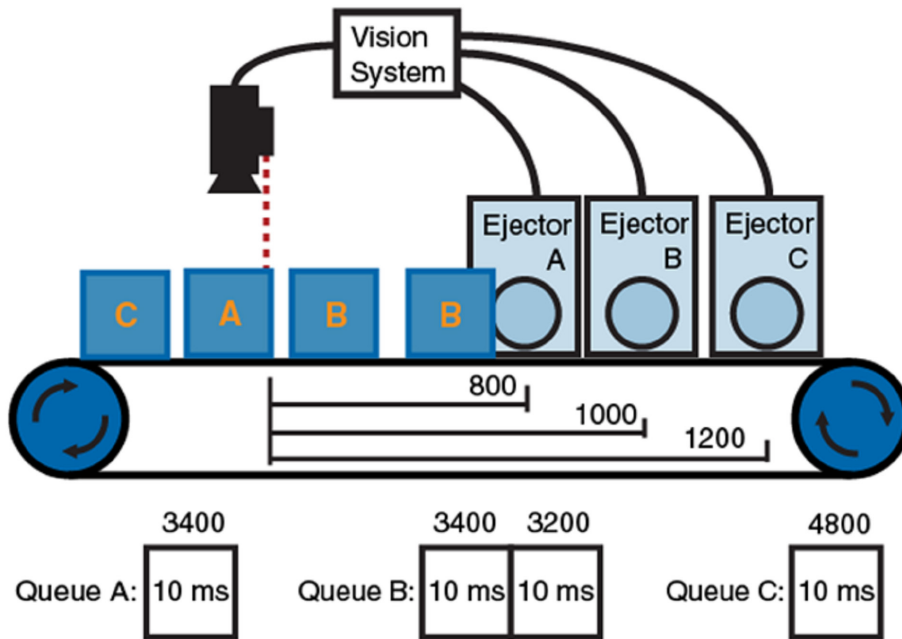 Vision
System
Ejector
A
Ejector
B
Ejector
C
C
A
B
B
800
1000
1200
3400
3400
3200
4800
Queue A:
10 ms
Queue B:
10 ms
10 ms
Queue C:
10 ms